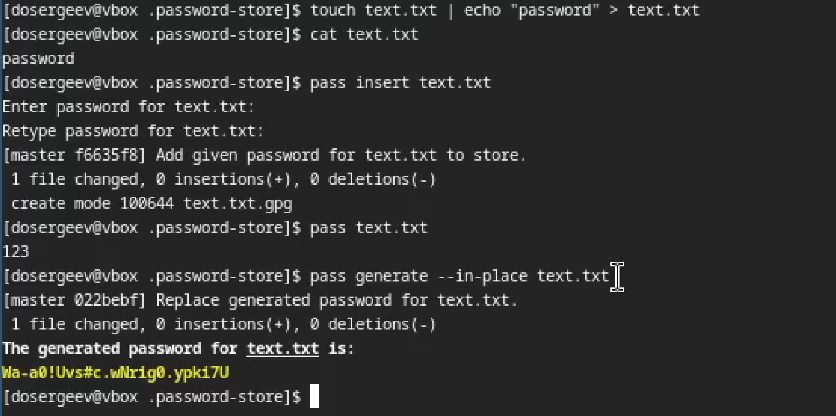 [dosergeev@vbox .password-store]$ touch text.txt | echo "password" > text.txt
[dosergeev@vbox .password-store]$ cat text.txt
password
[dosergeev@vbox .password-store]$ pass insert text.txt
Enter password for text.txt:
Retype password for text.txt:
[master f6635f8] Add given password for text.txt to store.
 1 file changed, 0 insertions(+), 0 deletions(-)
 create mode 100644 text.txt.gpg
[dosergeev@vbox .password-store]$ pass text.txt
123
[dosergeev@vbox .password-store]$ pass generate --in-place text.txt
[master 022bebf] Replace generated password for text.txt.
 1 file changed, 0 insertions(+), 0 deletions(-)
The generated password for text.txt is:
Wa-a0!Uvs#c.wNrig0.ypki7U
[dosergeev@vbox .password-store]$